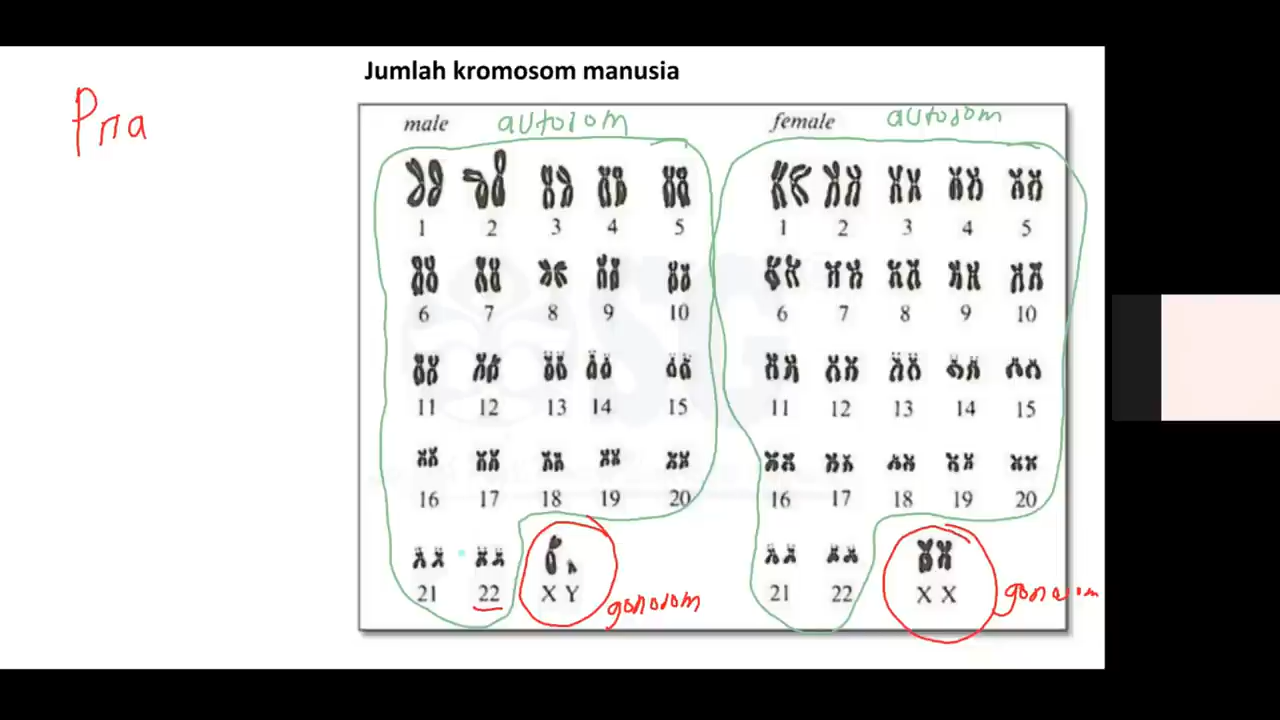 Jumlah kromosom manusia
Pria
male autosom female autosom
1 2 3 4 5 1 2 3 4 5
6 7 8 9 10 6 7 8 9 10
11 12 13 14 15 11 12 13 14 15
16 17 18 19 20 16 17 18 19 20
21 22 X Y gonosom 21 22 X X gonosom